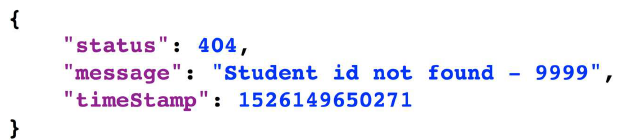 {
"status": 404,
"message": "Student id not found - 9999",
"timeStamp": 1526149650271
}